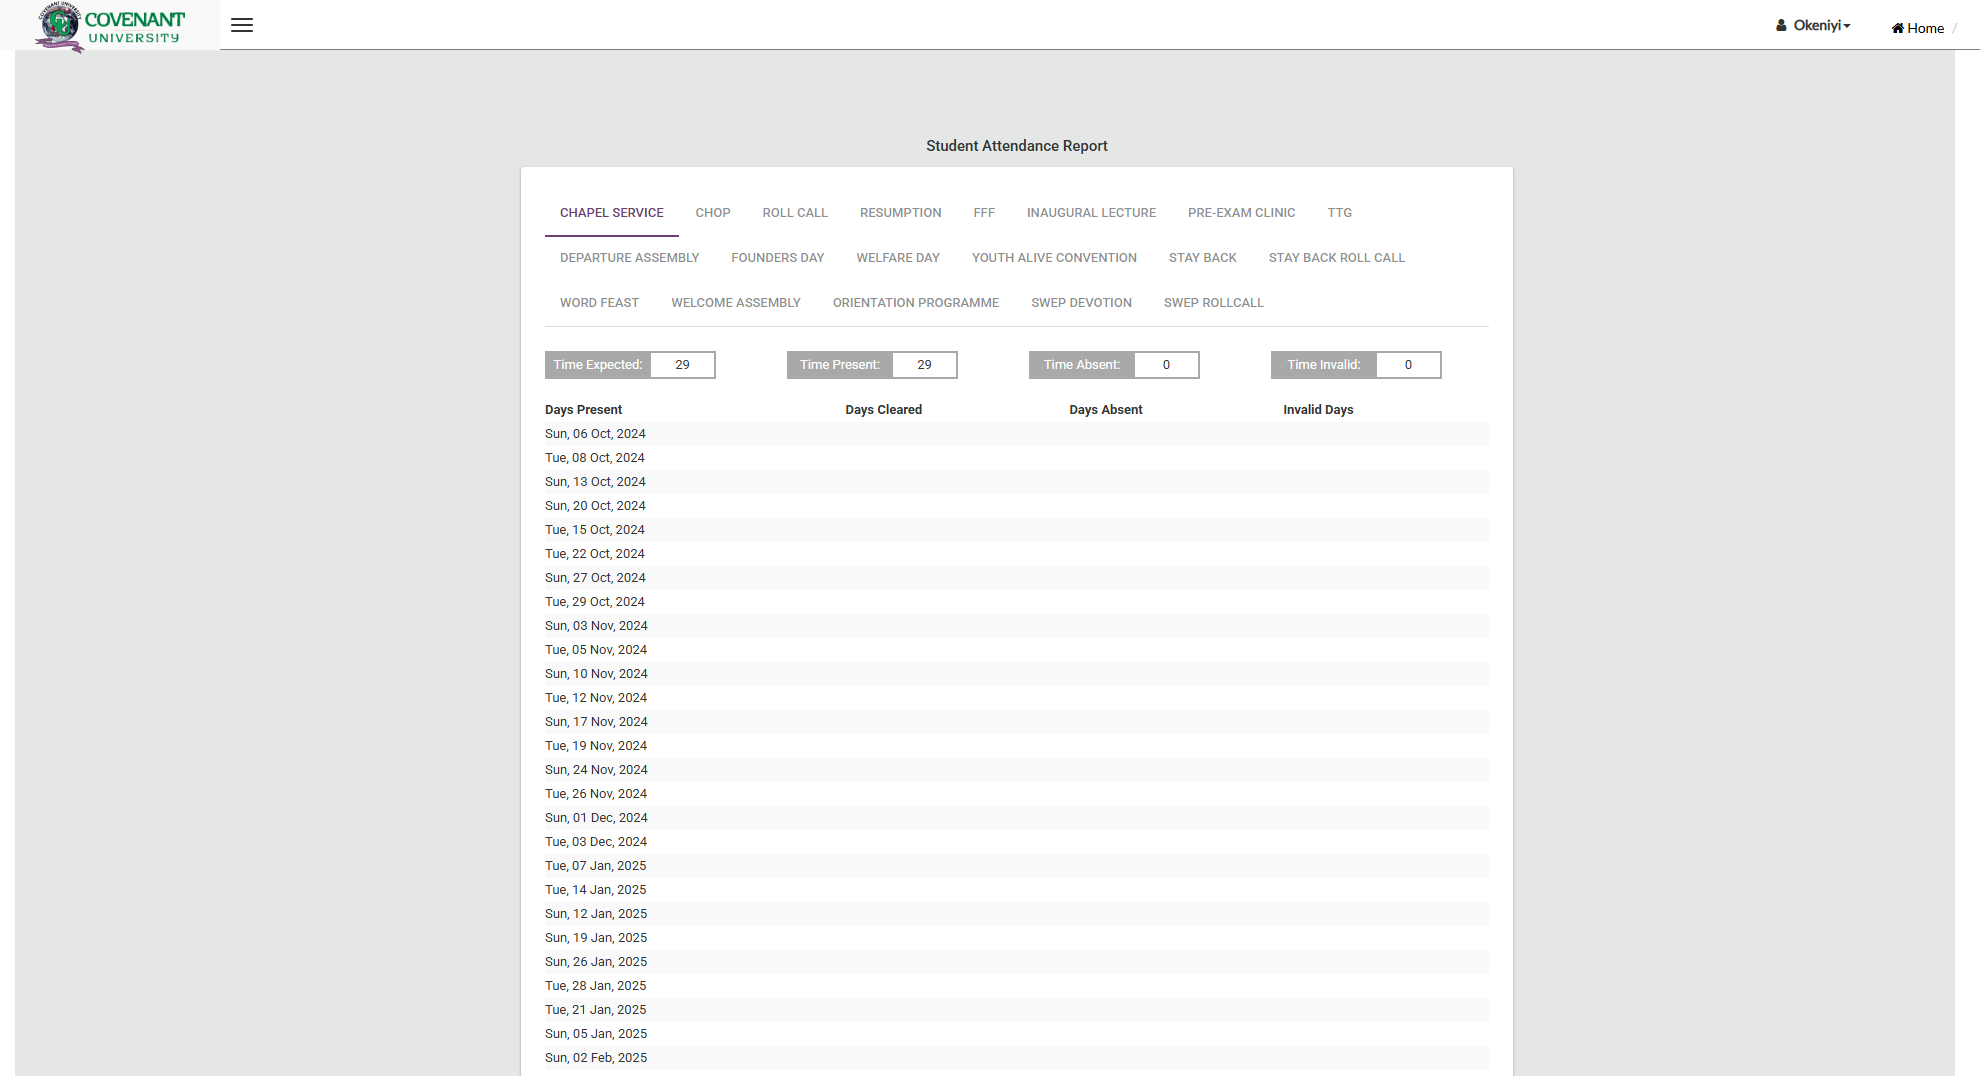 COVENANT UNIVERSITY
COVENANT
UNIVERSITY
Okeniyi
Home /
Student Attendance Report
CHAPEL SERVICE CHOP ROLL CALL RESUMPTION FFF INAUGURAL LECTURE PRE-EXAM CLINIC TTG
DEPARTURE ASSEMBLY FOUNDERS DAY WELFARE DAY YOUTH ALIVE CONVENTION STAY BACK STAY BACK ROLL CALL
WORD FEAST WELCOME ASSEMBLY ORIENTATION PROGRAMME SWEP DEVOTION SWEP ROLLCALL
Time Expected: 29 Time Present: 29 Time Absent: 0 Time Invalid: 0
Days Present Days Cleared Days Absent Invalid Days
Sun, 06 Oct, 2024
Tue, 08 Oct, 2024
Sun, 13 Oct, 2024
Sun, 20 Oct, 2024
Tue, 15 Oct, 2024
Tue, 22 Oct, 2024
Sun, 27 Oct, 2024
Tue, 29 Oct, 2024
Sun, 03 Nov, 2024
Tue, 05 Nov, 2024
Sun, 10 Nov, 2024
Tue, 12 Nov, 2024
Sun, 17 Nov, 2024
Tue, 19 Nov, 2024
Sun, 24 Nov, 2024
Tue, 26 Nov, 2024
Sun, 01 Dec, 2024
Tue, 03 Dec, 2024
Tue, 07 Jan, 2025
Tue, 14 Jan, 2025
Sun, 12 Jan, 2025
Sun, 19 Jan, 2025
Sun, 26 Jan, 2025
Tue, 28 Jan, 2025
Tue, 21 Jan, 2025
Sun, 05 Jan, 2025
Sun, 02 Feb, 2025